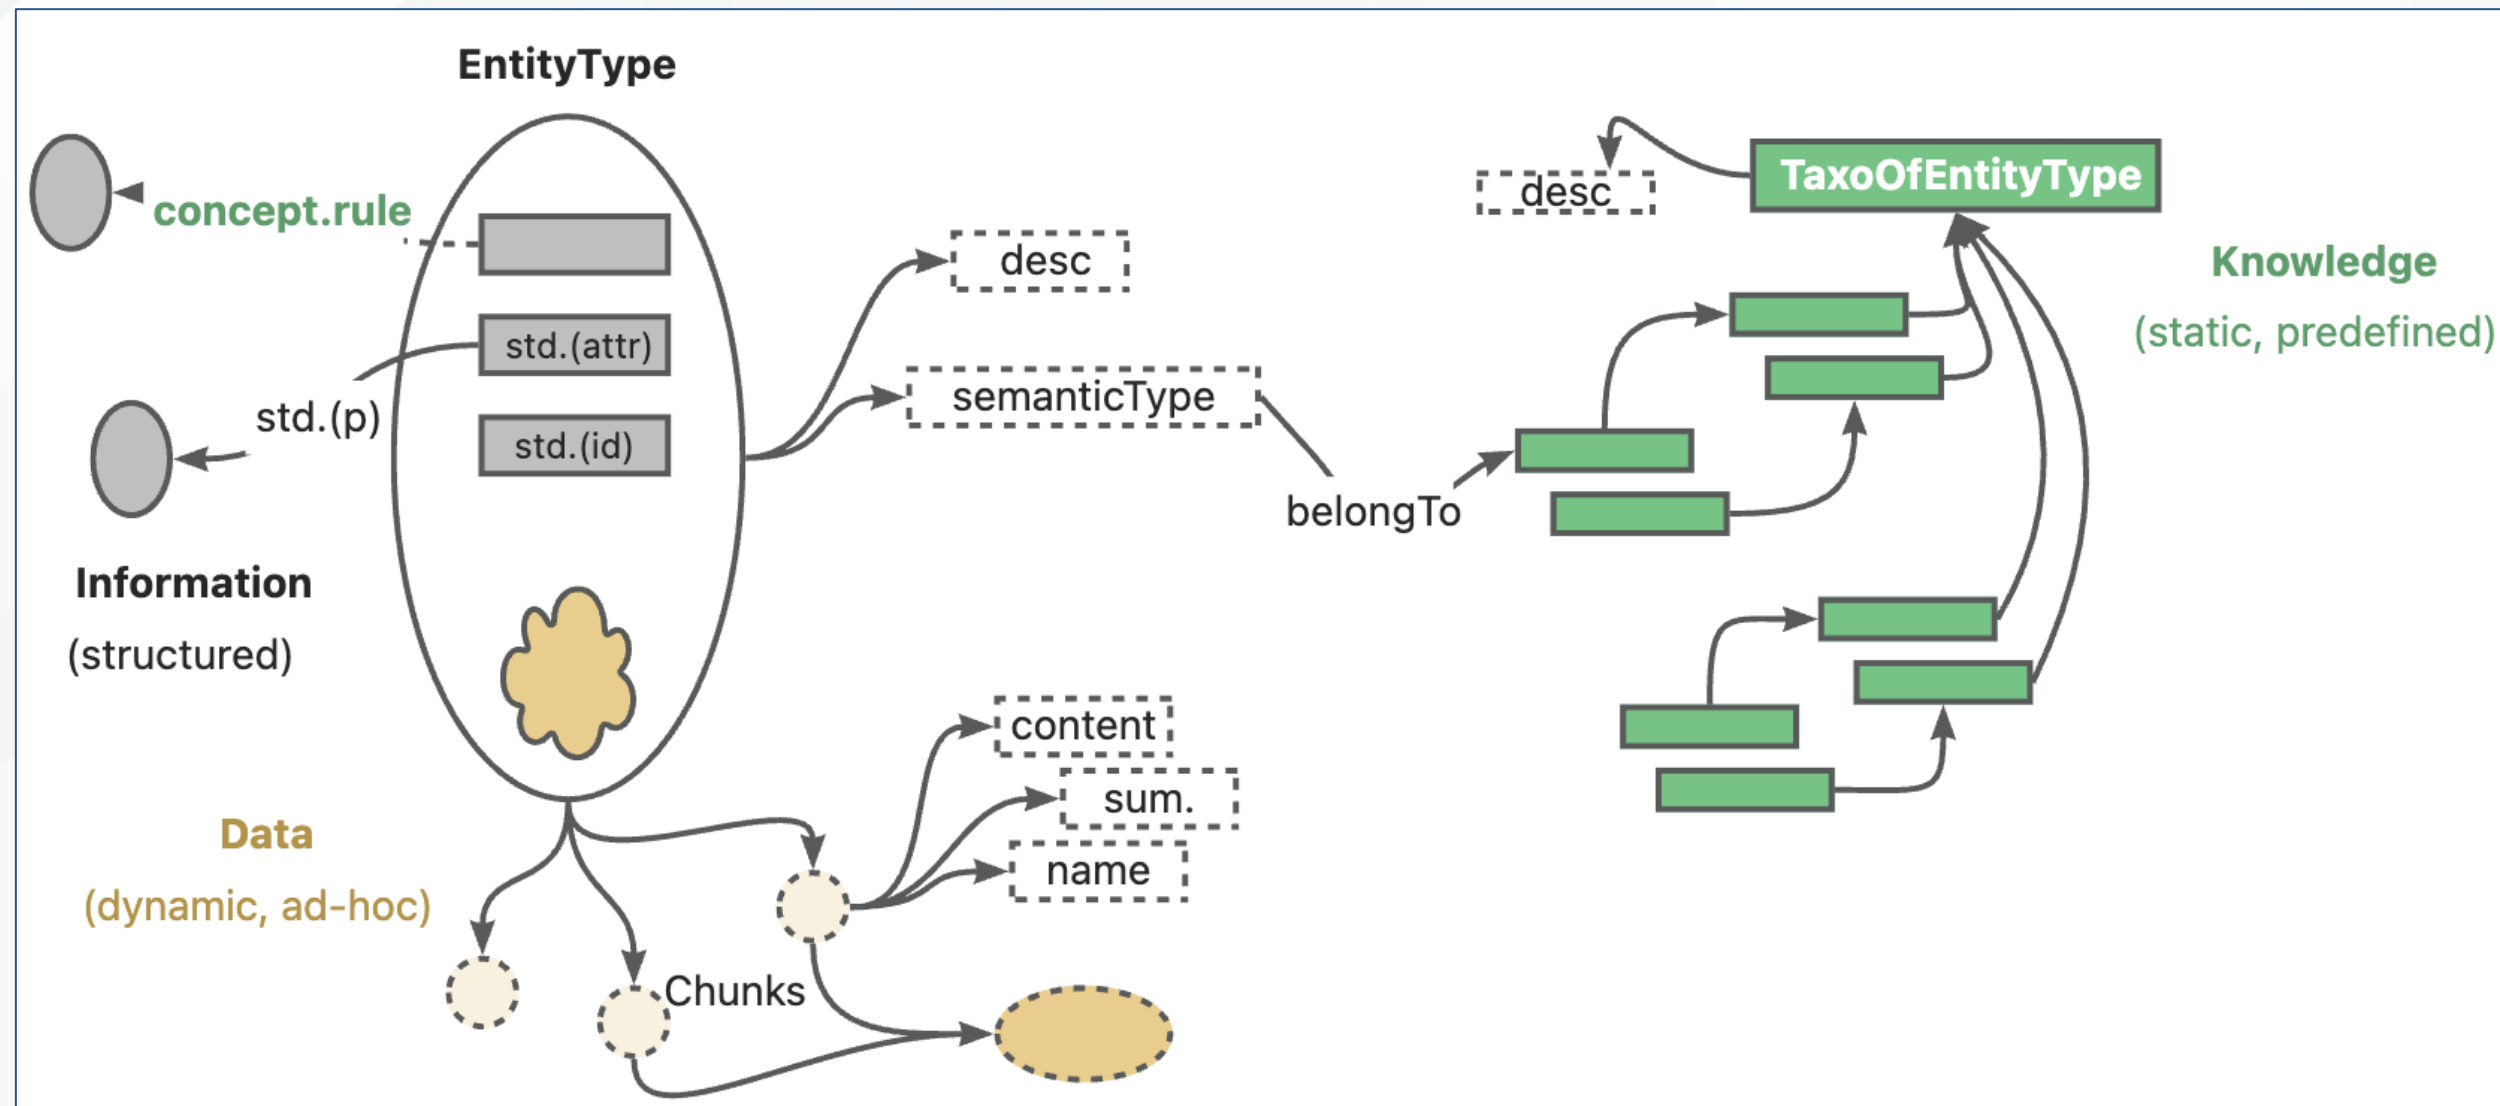 EntityType
concept.rule
std.(attr)
std.(p)
std.(id)
Information
(structured)
desc
semanticType
belongTo
desc
TaxoOfEntityType
Knowledge
(static, predefined)
Data
(dynamic, ad-hoc)
content
sum.
name
Chunks